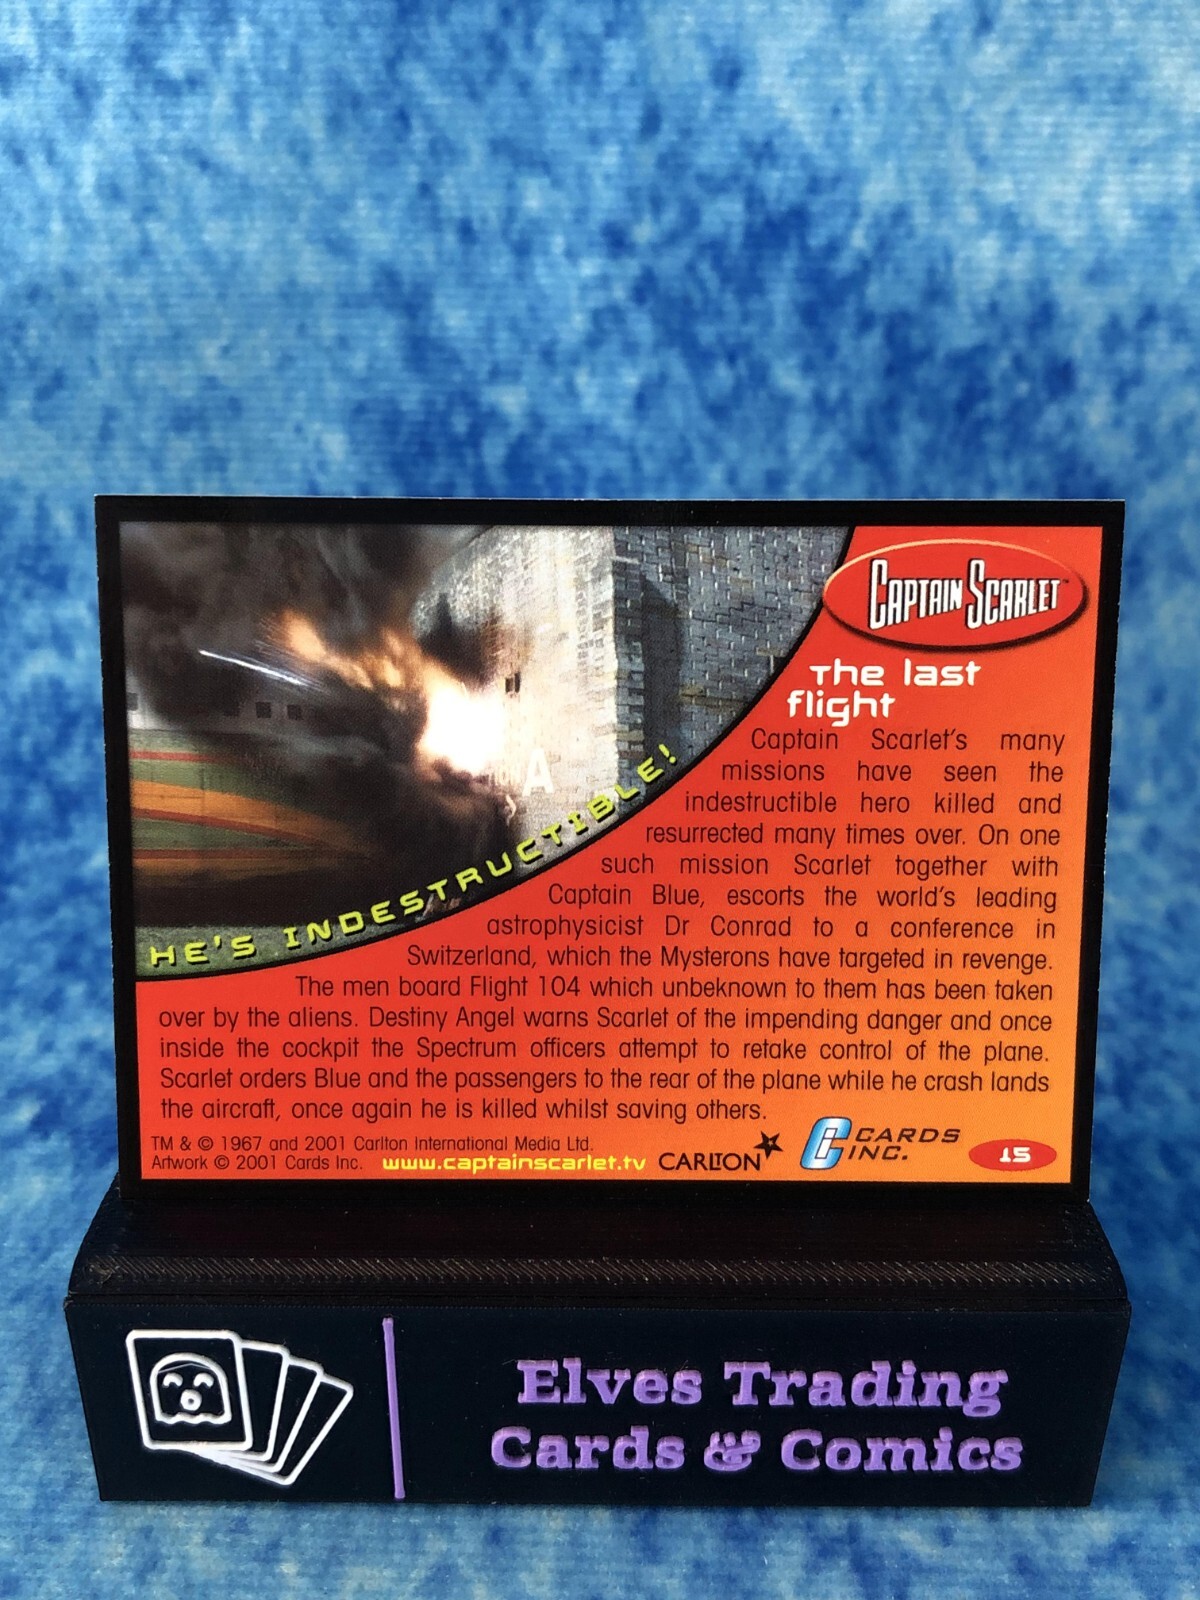 CAPTAIN SCARLET™
The last
flight
HE'S INDESTRUCTIBLE!
A
Captain Scarlet's many
missions have seen the
indestructible hero killed and
resurrected many times over. On one
such mission Scarlet together with
Captain Blue, escorts the world's leading
astrophysicist Dr Conrad to a conference in
Switzerland, which the Mysterons have targeted in revenge.
The men board Flight 104 which unbeknown to them has been taken
over by the aliens. Destiny Angel warns Scarlet of the impending danger and once
inside the cockpit the Spectrum officers attempt to retake control of the plane.
Scarlet orders Blue and the passengers to the rear of the plane while he crash lands
the aircraft, once again he is killed whilst saving others.
TM & © 1967 and 2001 Carlton International Media Ltd.
Artwork © 2001 Cards Inc. www.captainscarlet.tv CARLTON
CARDS
INC.
15
Elves Trading
Cards & Comics